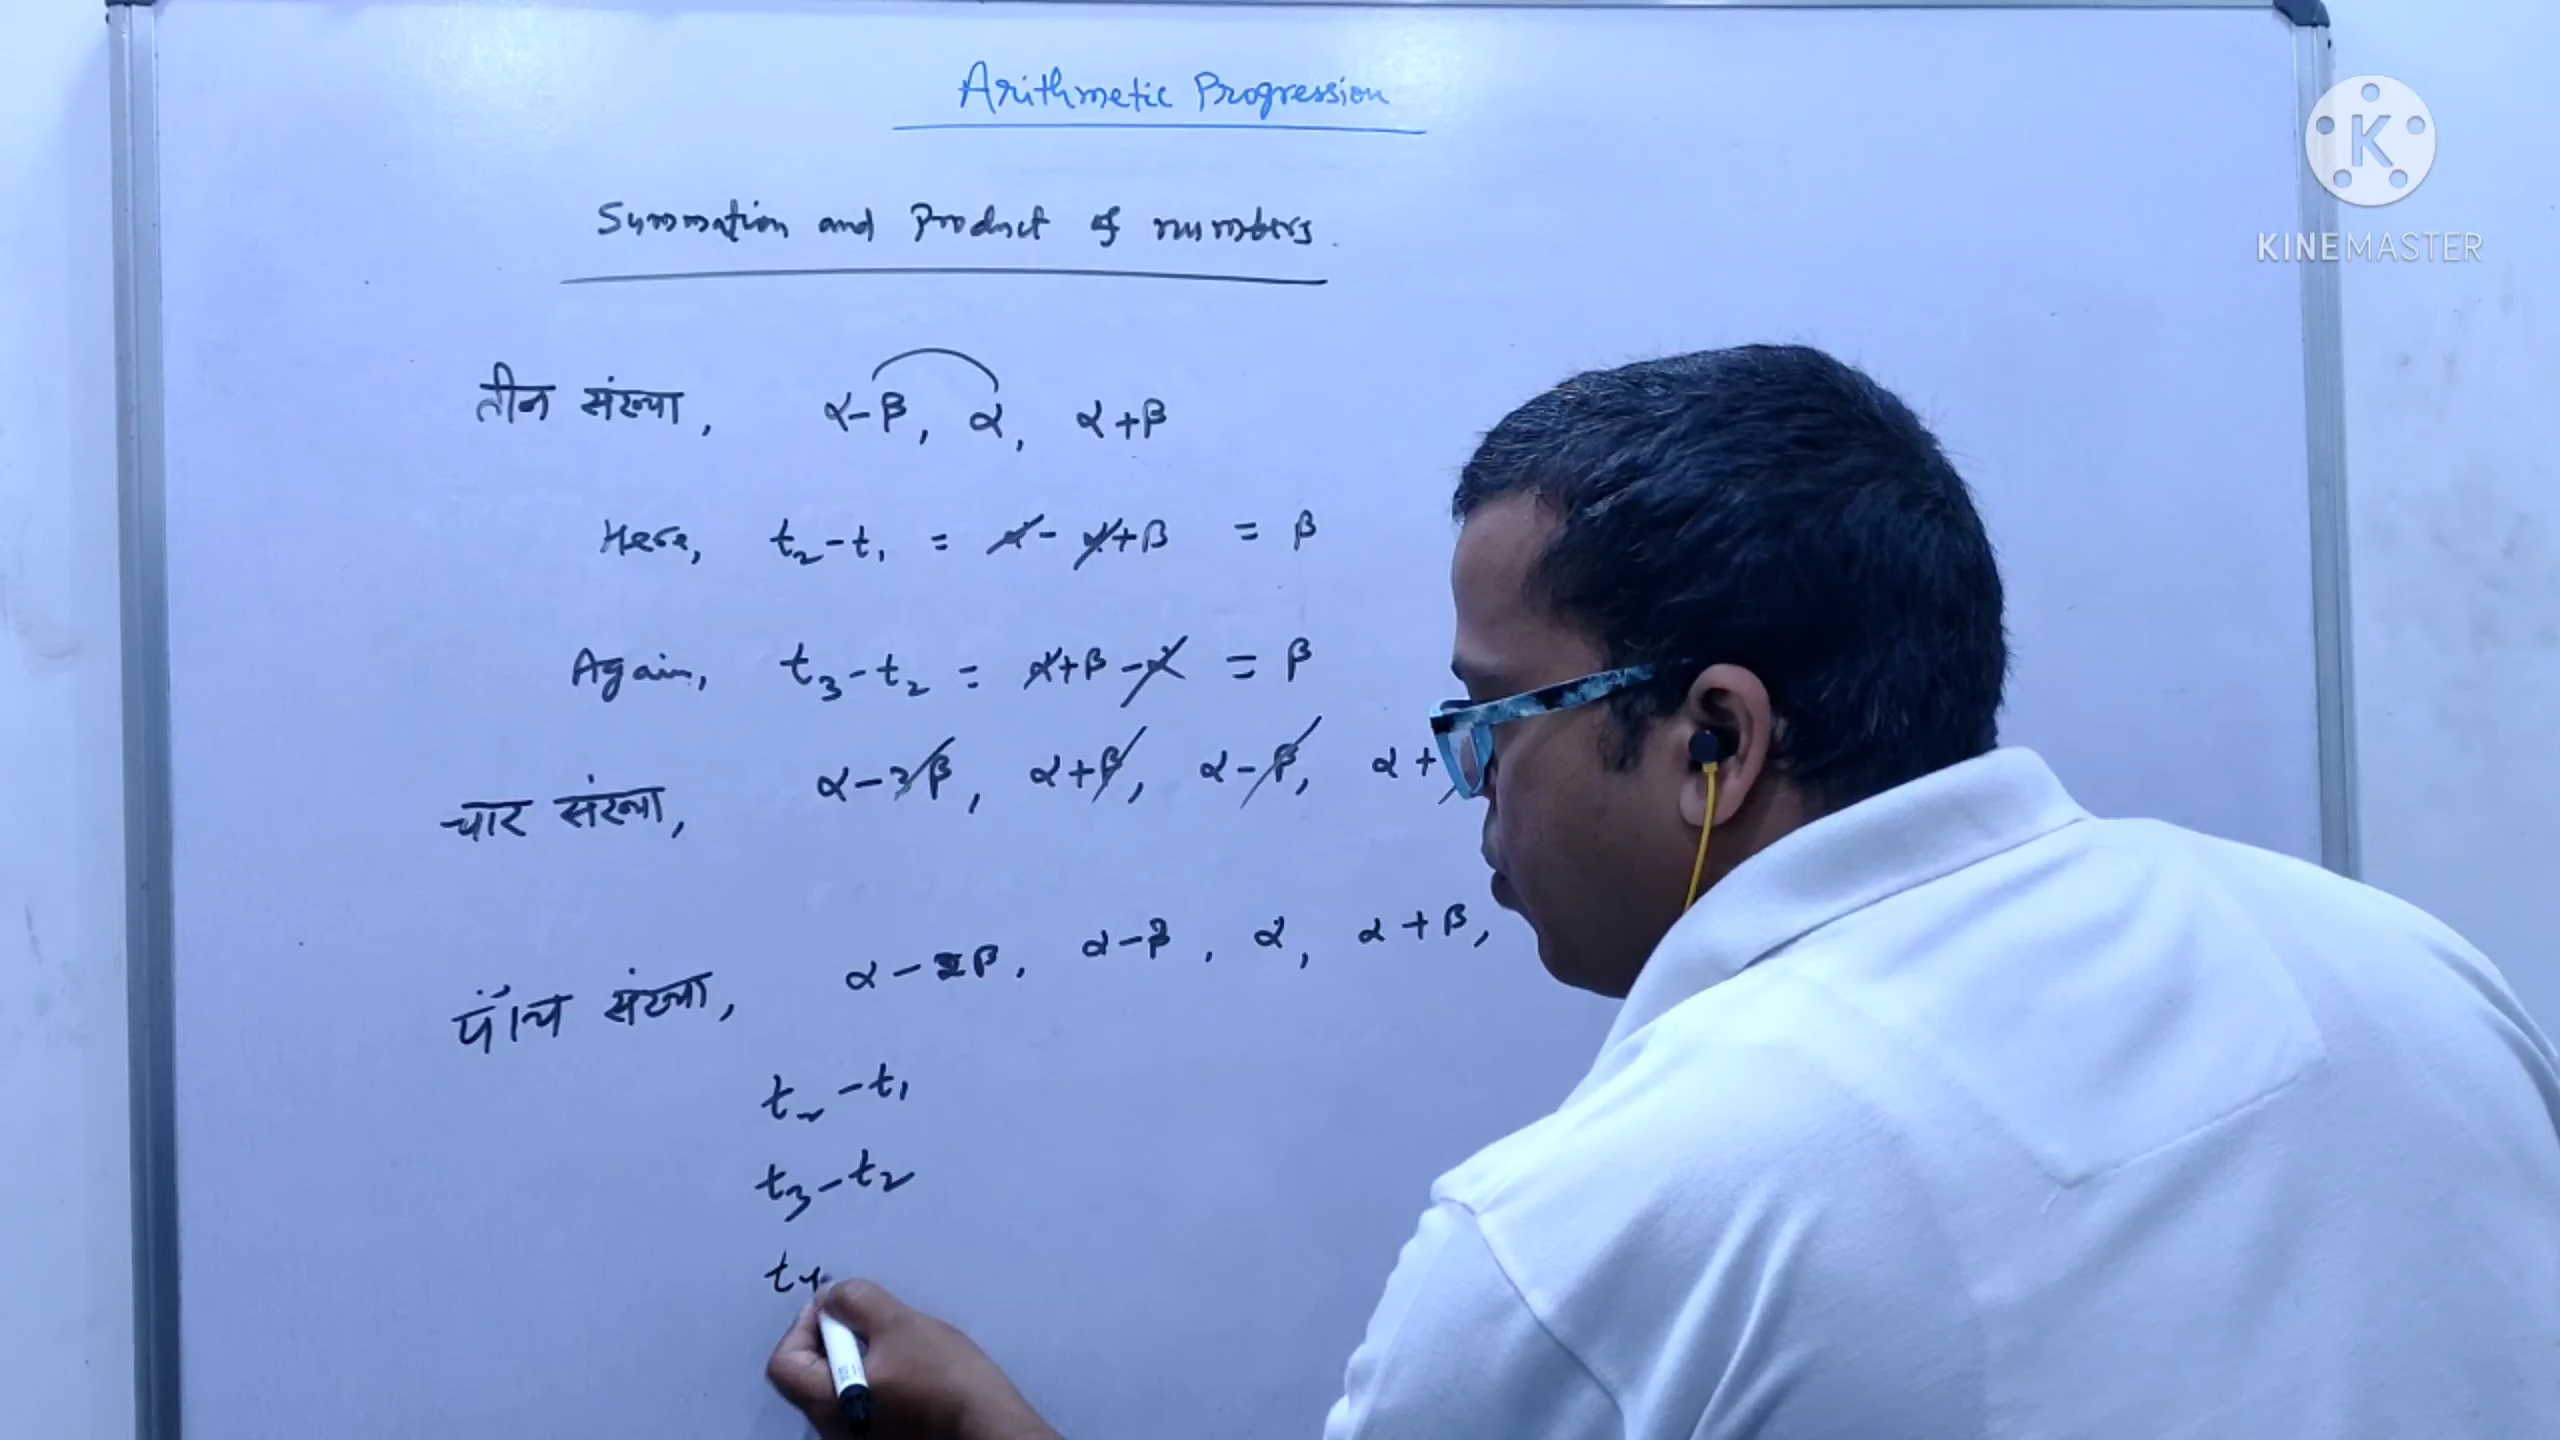 Arithmetic Progression
K
KINEMASTER
Summation and Product of numbers.
तीन संख्या, α-β, α, α+β
Here, t₂-t₁ = α-α+β = β
Again, t₃-t₂ = α+β-α = β
चार संख्या, α-3β, α+β, α-β, α+
पाँच संख्या, α-2β, α-β, α, α+β,
t₂-t₁
t₃-t₂
t₄